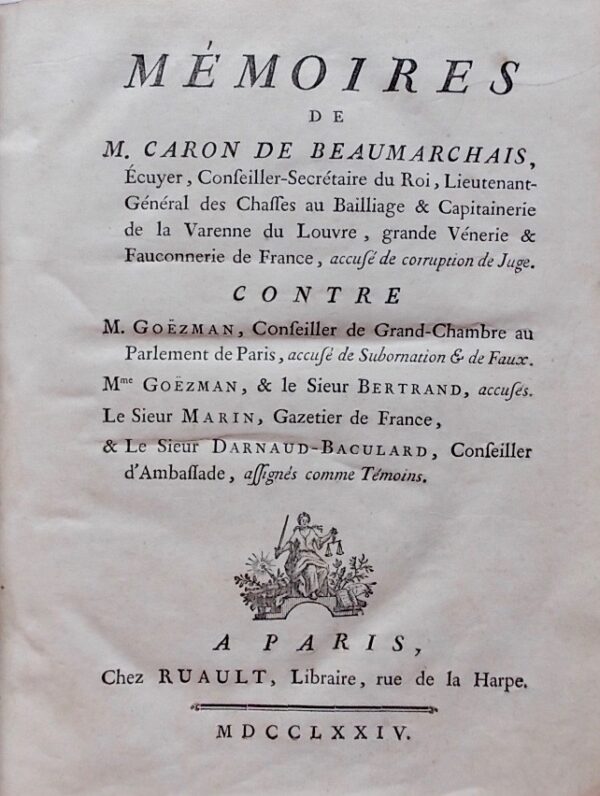 MÉMOIRES
DE
M. CARON DE BEAUMARCHAIS,
Écuyer, Conſeiller-Secrétaire du Roi, Lieutenant-
Général des Chaſſes au Bailliage & Capitainerie
de la Varenne du Louvre, grande Vénerie &
Fauconnerie de France, accuſé de corruption de Juge.
CONTRE
M. GOËZMAN, Conſeiller de Grand-Chambre au
Parlement de Paris, accuſé de Subornation & de Faux.
Mme GOËZMAN, & le Sieur BERTRAND, accuſés.
Le Sieur MARIN, Gazetier de France,
& Le Sieur DARNAUD-BACULARD, Conſeiller
d'Ambaſſade, aſſignés comme Témoins.
A PARIS,
Chez RUAULT, Libraire, rue de la Harpe.
MDCCLXXIV.